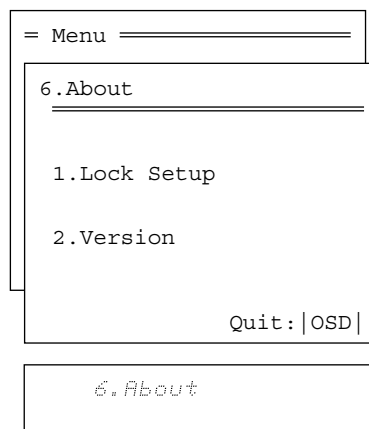 = Menu
6.About
1.Lock Setup
2.Version
Quit:|OSD|
6.About